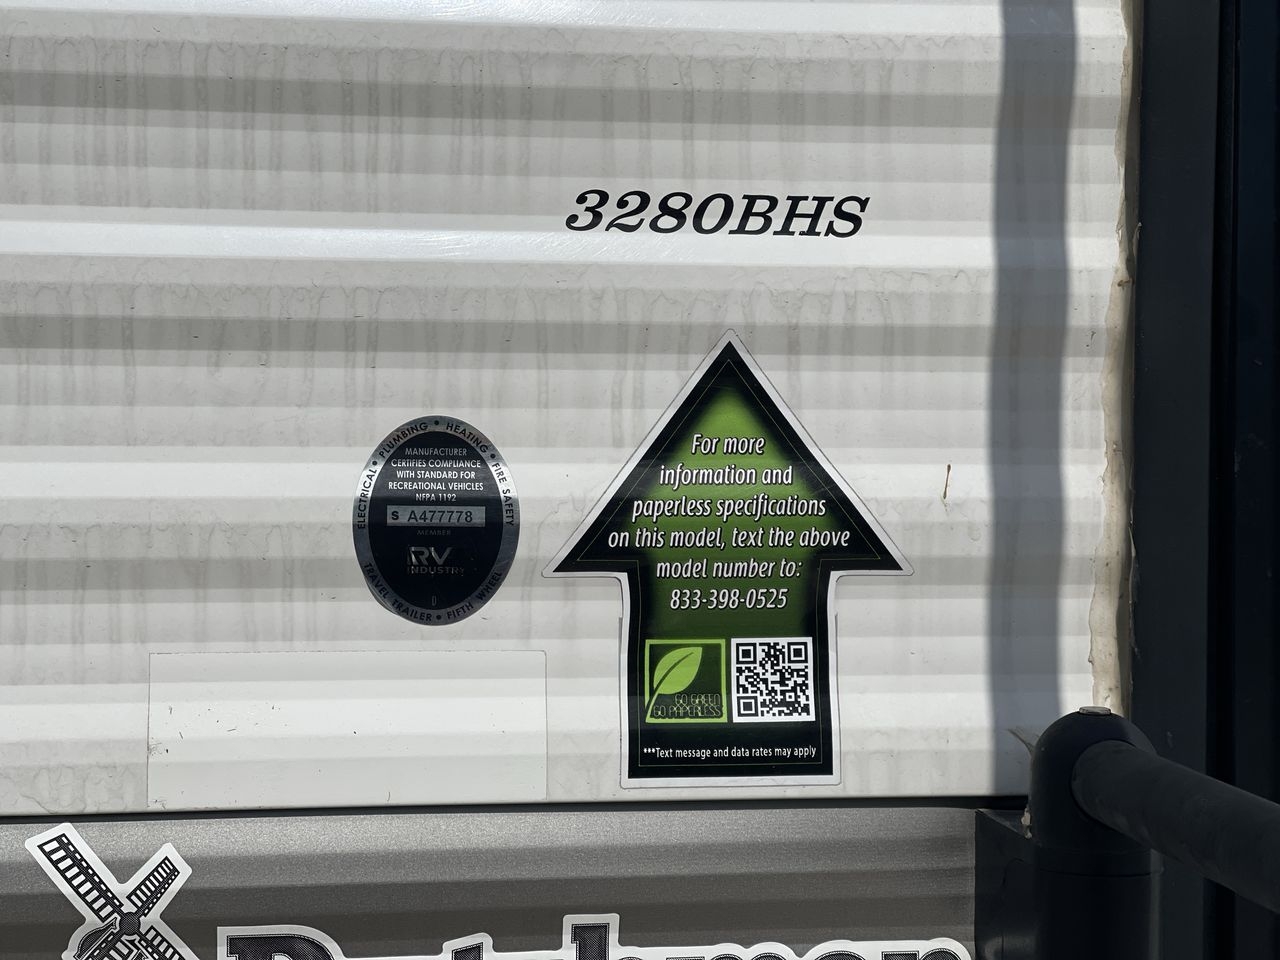 3280BHS
For more
information and
paperless specifications
on this model, text the above
model number to:
833-398-0525
GO GREEN
GO PAPERLESS
***Text message and data rates may apply
ELECTRICAL • PLUMBING • HEATING • FIRE SAFETY
MANUFACTURER
CERTIFIES COMPLIANCE
WITH STANDARD FOR
RECREATIONAL VEHICLES
NFPA 1192
S A477778
MEMBER
RV
INDUSTRY
TRAVEL TRAILER • FIFTH WHEEL
Dutchmen